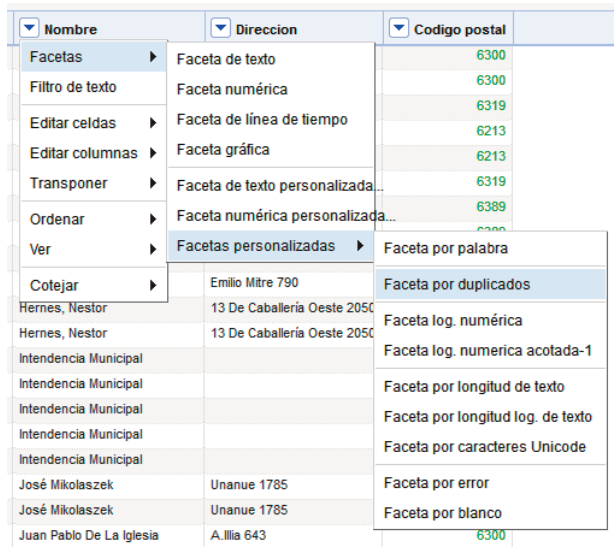 Nombre Direccion Codigo postal
Facetas
Filtro de texto
Editar celdas
Editar columnas
Transponer
Ordenar
Ver
Cotejar
Faceta de texto
Faceta numérica
Faceta de línea de tiempo
Faceta gráfica
Faceta de texto personalizada...
Faceta numérica personalizada...
Facetas personalizadas
Faceta por palabra
Faceta por duplicados
Faceta log. numérica
Faceta log. numerica acotada-1
Faceta por longitud de texto
Faceta por longitud log. de texto
Faceta por caracteres Unicode
Faceta por error
Faceta por blanco
6300
6300
6319
6213
6213
6319
6389
Emilio Mitre 790
Hernes, Nestor 13 De Caballería Oeste 2050
Hernes, Nestor 13 De Caballería Oeste 2050
Intendencia Municipal
Intendencia Municipal
Intendencia Municipal
Intendencia Municipal
Intendencia Municipal
José Mikolaszek Unanue 1785
José Mikolaszek Unanue 1785
Juan Pablo De La Iglesia A.Illia 643 6300